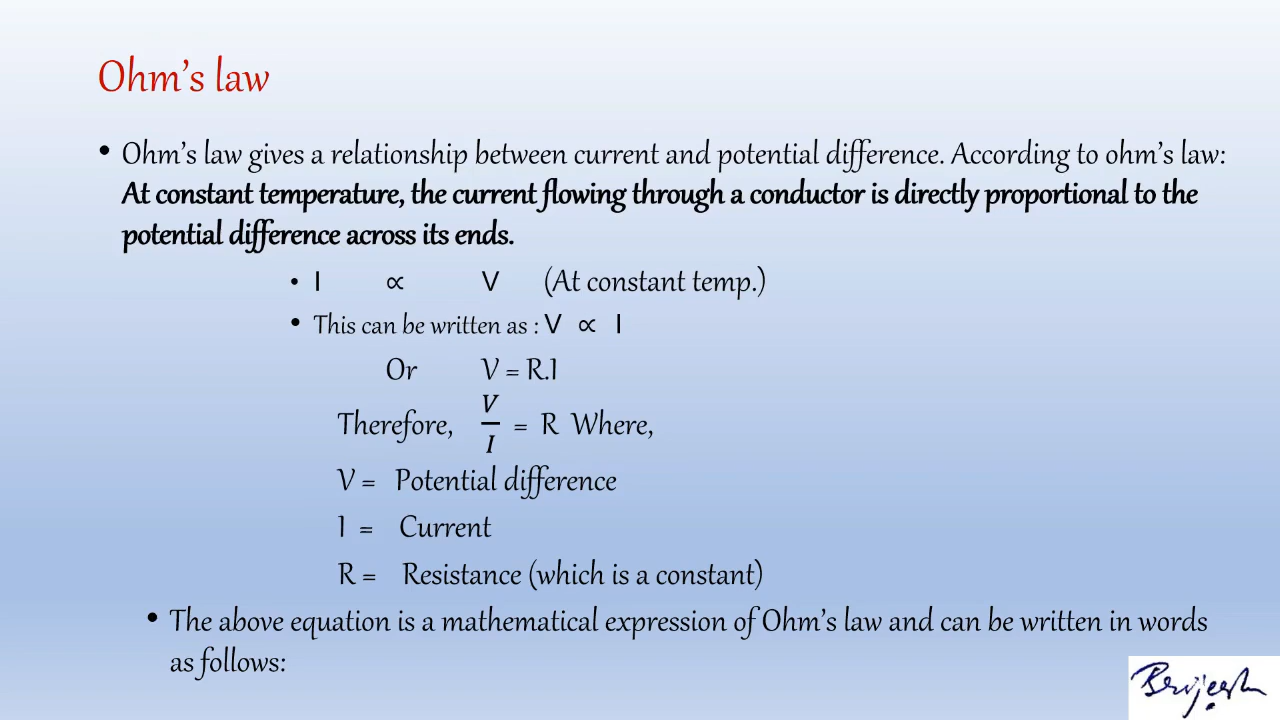 Ohm’s law
• Ohm’s law gives a relationship between current and potential difference. According to ohm’s law:
At constant temperature, the current flowing through a conductor is directly proportional to the
potential difference across its ends.
• I ∝ V (At constant temp.)
• This can be written as : V ∝ I
Or V = R.I
Therefore, V/I = R Where,
V = Potential difference
I = Current
R = Resistance (which is a constant)
• The above equation is a mathematical expression of Ohm’s law and can be written in words
as follows:
Brijeesh